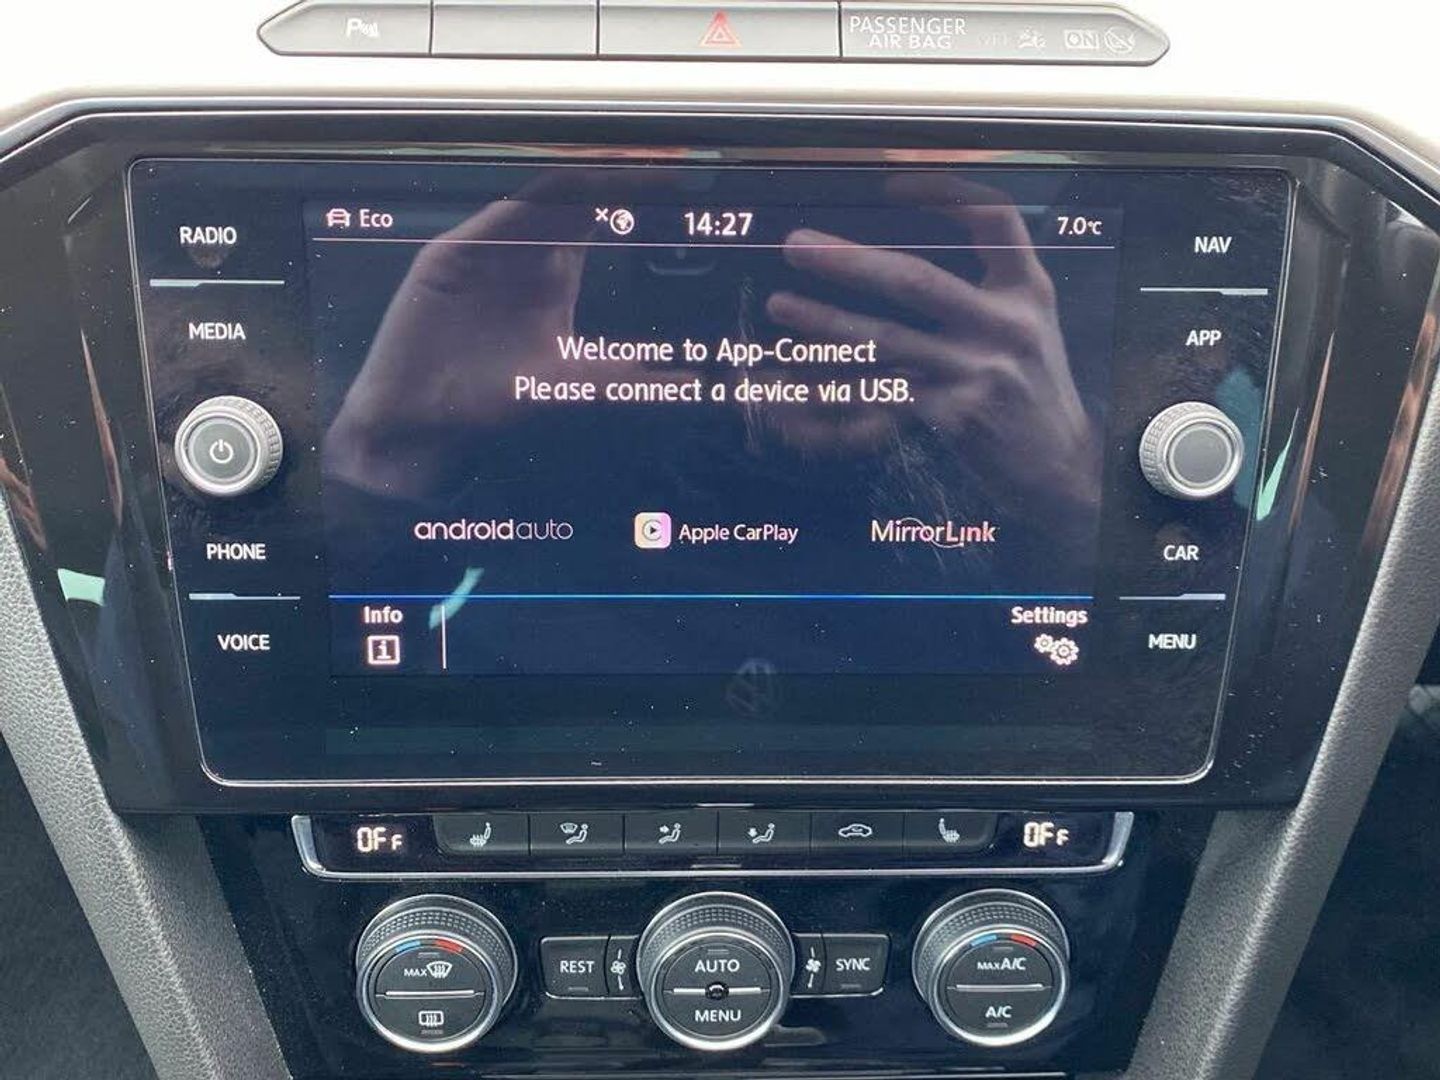 PASSENGER
AIR BAG
OFF
ON
Eco
14:27
7.0°C
RADIO
NAV
MEDIA
APP
Welcome to App-Connect
Please connect a device via USB.
androidauto
Apple CarPlay
MirrorLink
PHONE
CAR
Info
Settings
VOICE
MENU
OFF
OFF
MAX
REST
AUTO
SYNC
MAX A/C
MENU
A/C